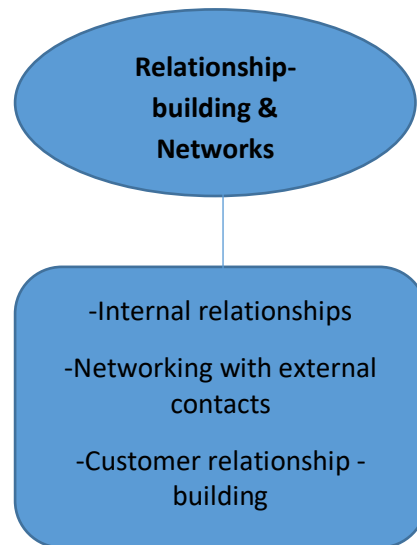 Relationship-
building &
Networks
-Internal relationships
-Networking with external
contacts
-Customer relationship -
building